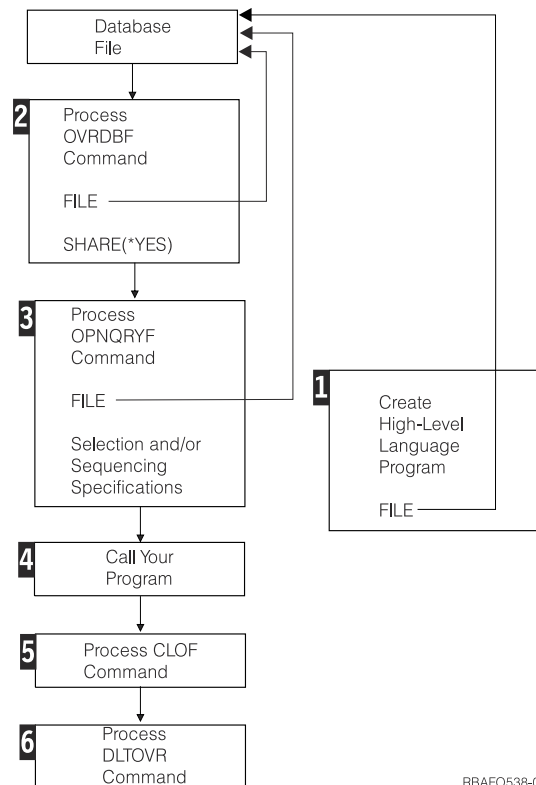 Database
File
2
Process
OVRDBF
Command
FILE
SHARE(*YES)
3
Process
OPNQRYF
Command
FILE
Selection and/or
Sequencing
Specifications
1
Create
High-Level
Language
Program
FILE
4
Call Your
Program
5
Process CLOF
Command
6
Process
DLTOVR
Command